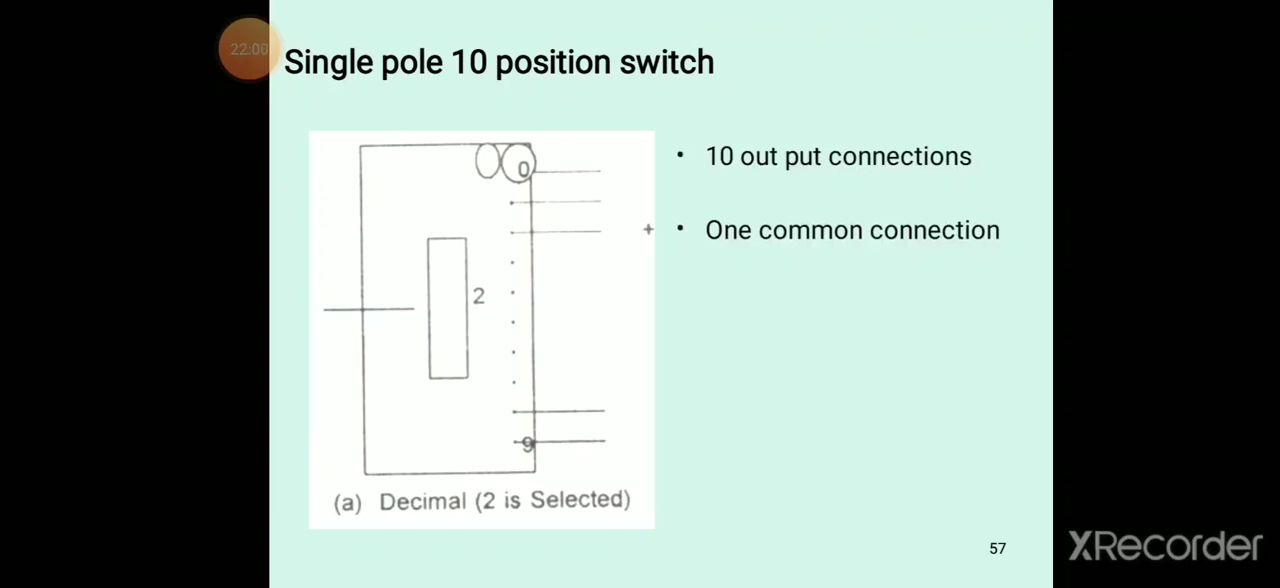 22:00
Single pole 10 position switch
0
2
9
(a) Decimal (2 is Selected)
• 10 out put connections
+
• One common connection
57
XRecorder